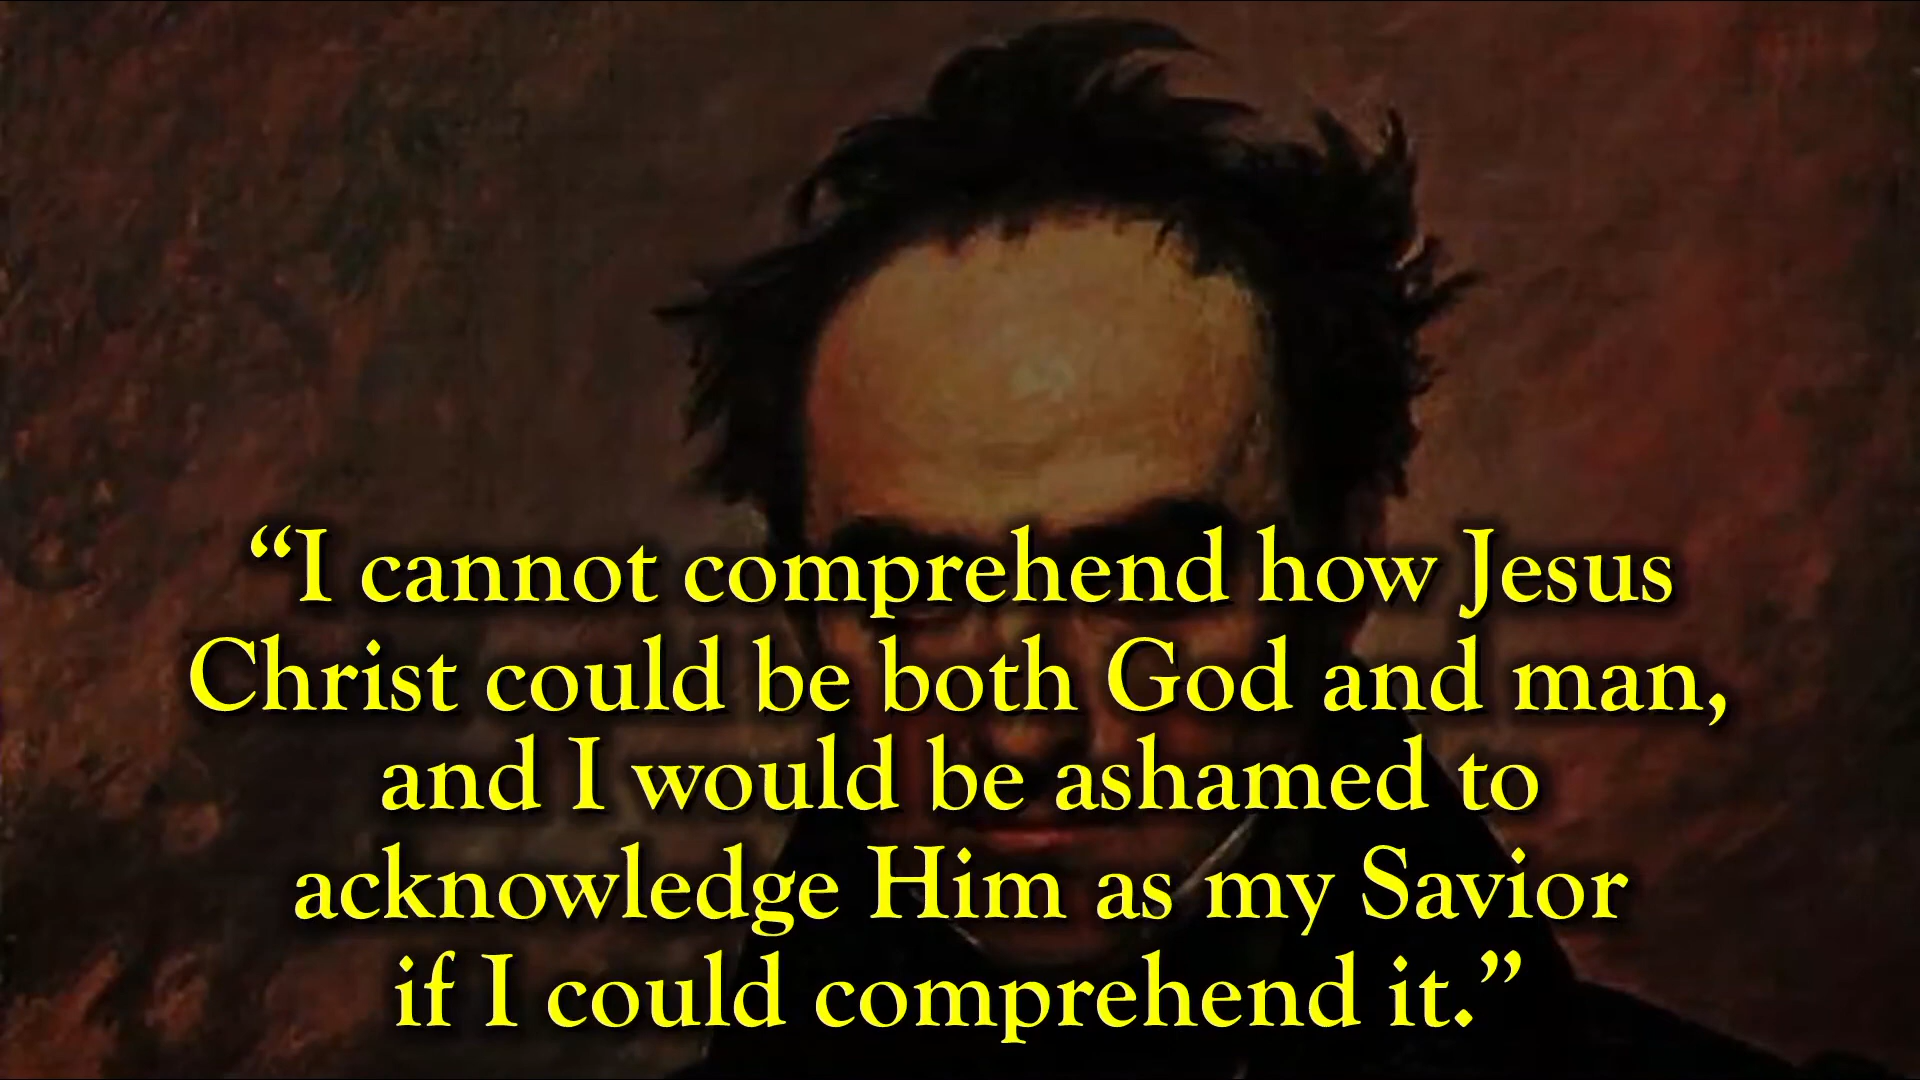 “I cannot comprehend how Jesus
Christ could be both God and man,
and I would be ashamed to
acknowledge Him as my Savior
if I could comprehend it.”